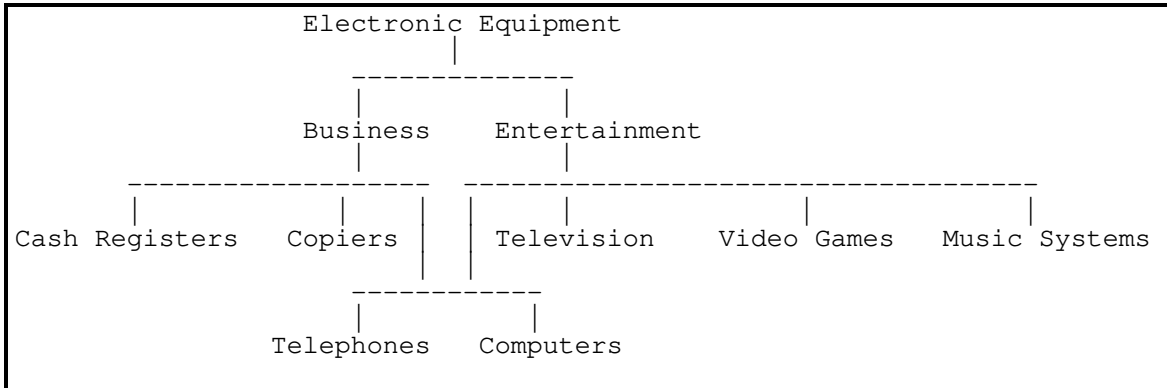 Electronic Equipment
Business Entertainment
Cash Registers Copiers Television Video Games Music Systems
Telephones Computers